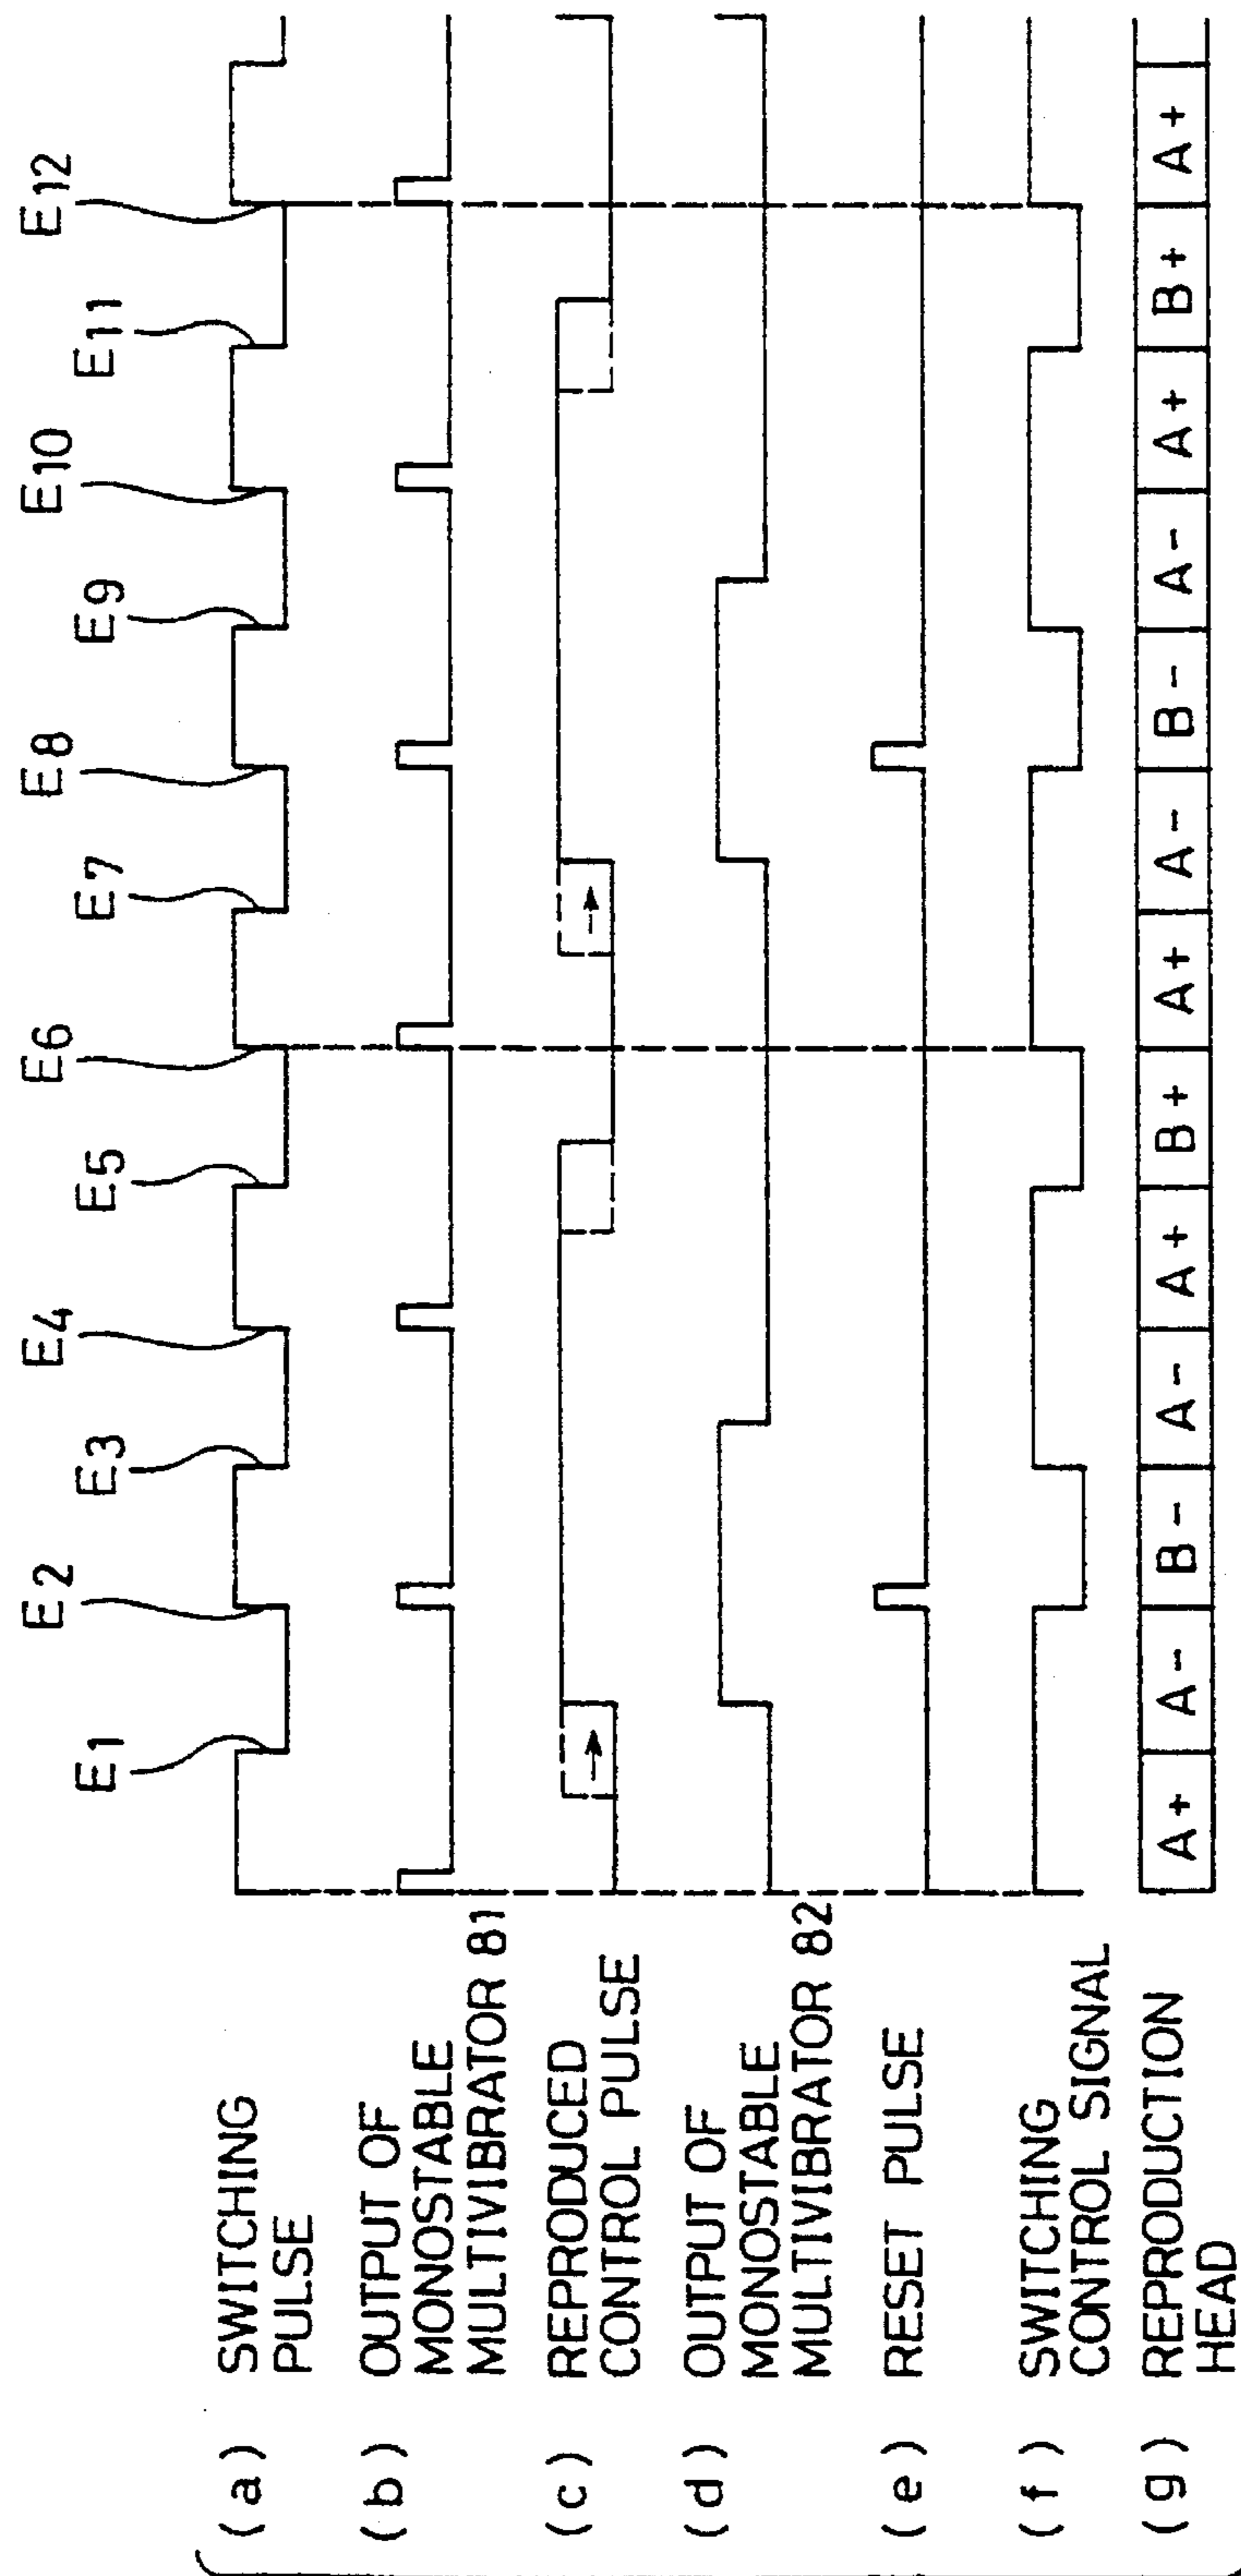 E1 E2 E3 E4 E5 E6 E7 E8 E9 E10 E11 E12
(a) SWITCHING
PULSE
(b) OUTPUT OF
MONOSTABLE
MULTIVIBRATOR 81
(c) REPRODUCED
CONTROL PULSE
(d) OUTPUT OF
MONOSTABLE
MULTIVIBRATOR 82
(e) RESET PULSE
(f) SWITCHING
CONTROL SIGNAL
(g) REPRODUCTION
HEAD
A+ A- B- A- A+ B+ A+ A- B- A- A+ B+ A+